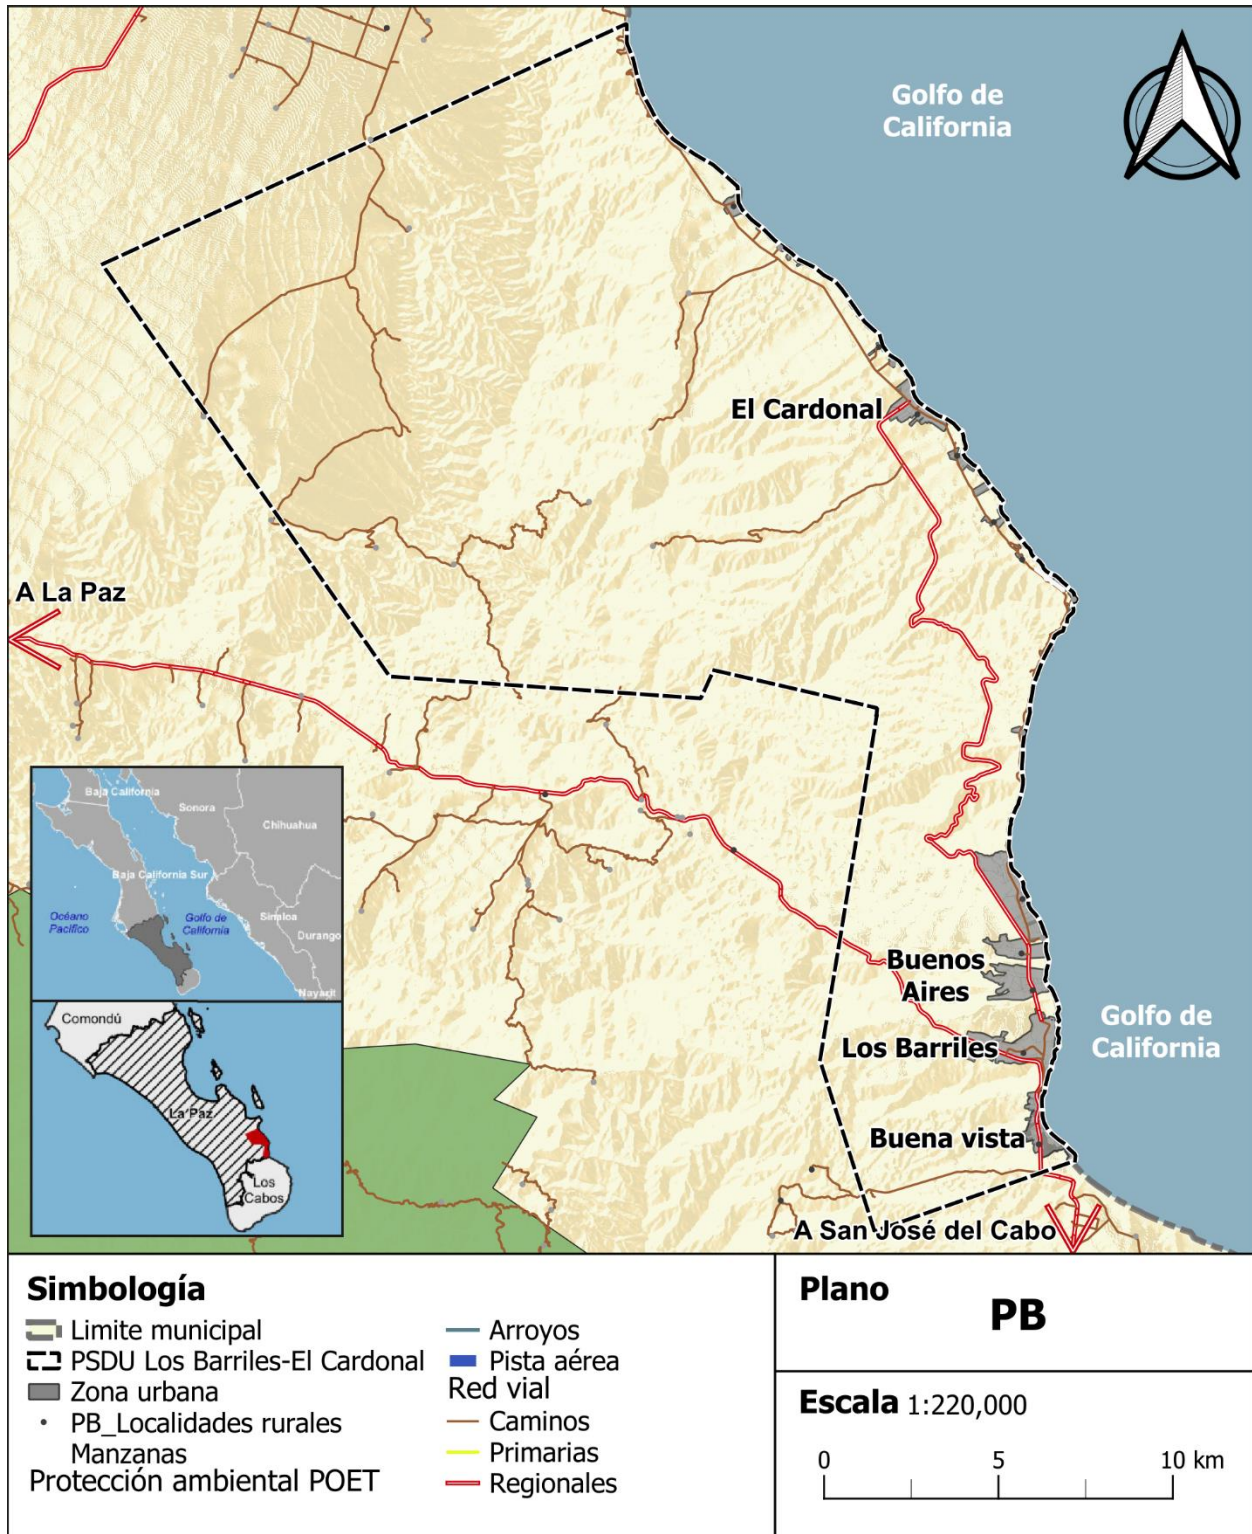 Golfo de
California
El Cardonal
A La Paz
Buenos
Aires
Golfo de
California
Los Barriles
Buena vista
A San José del Cabo
Baja California
Sonora
Chihuahua
Baja California Sur
Océano
Pacífico
Golfo de
California
Sinaloa
Durango
Nayarit
Comondú
La Paz
Los
Cabos
Simbología
Limite municipal
PSDU Los Barriles-El Cardonal
Zona urbana
PB_Localidades rurales
Manzanas
Protección ambiental POET
Arroyos
Pista aérea
Red vial
Caminos
Primarias
Regionales
Plano
PB
Escala 1:220,000
0 5 10 km